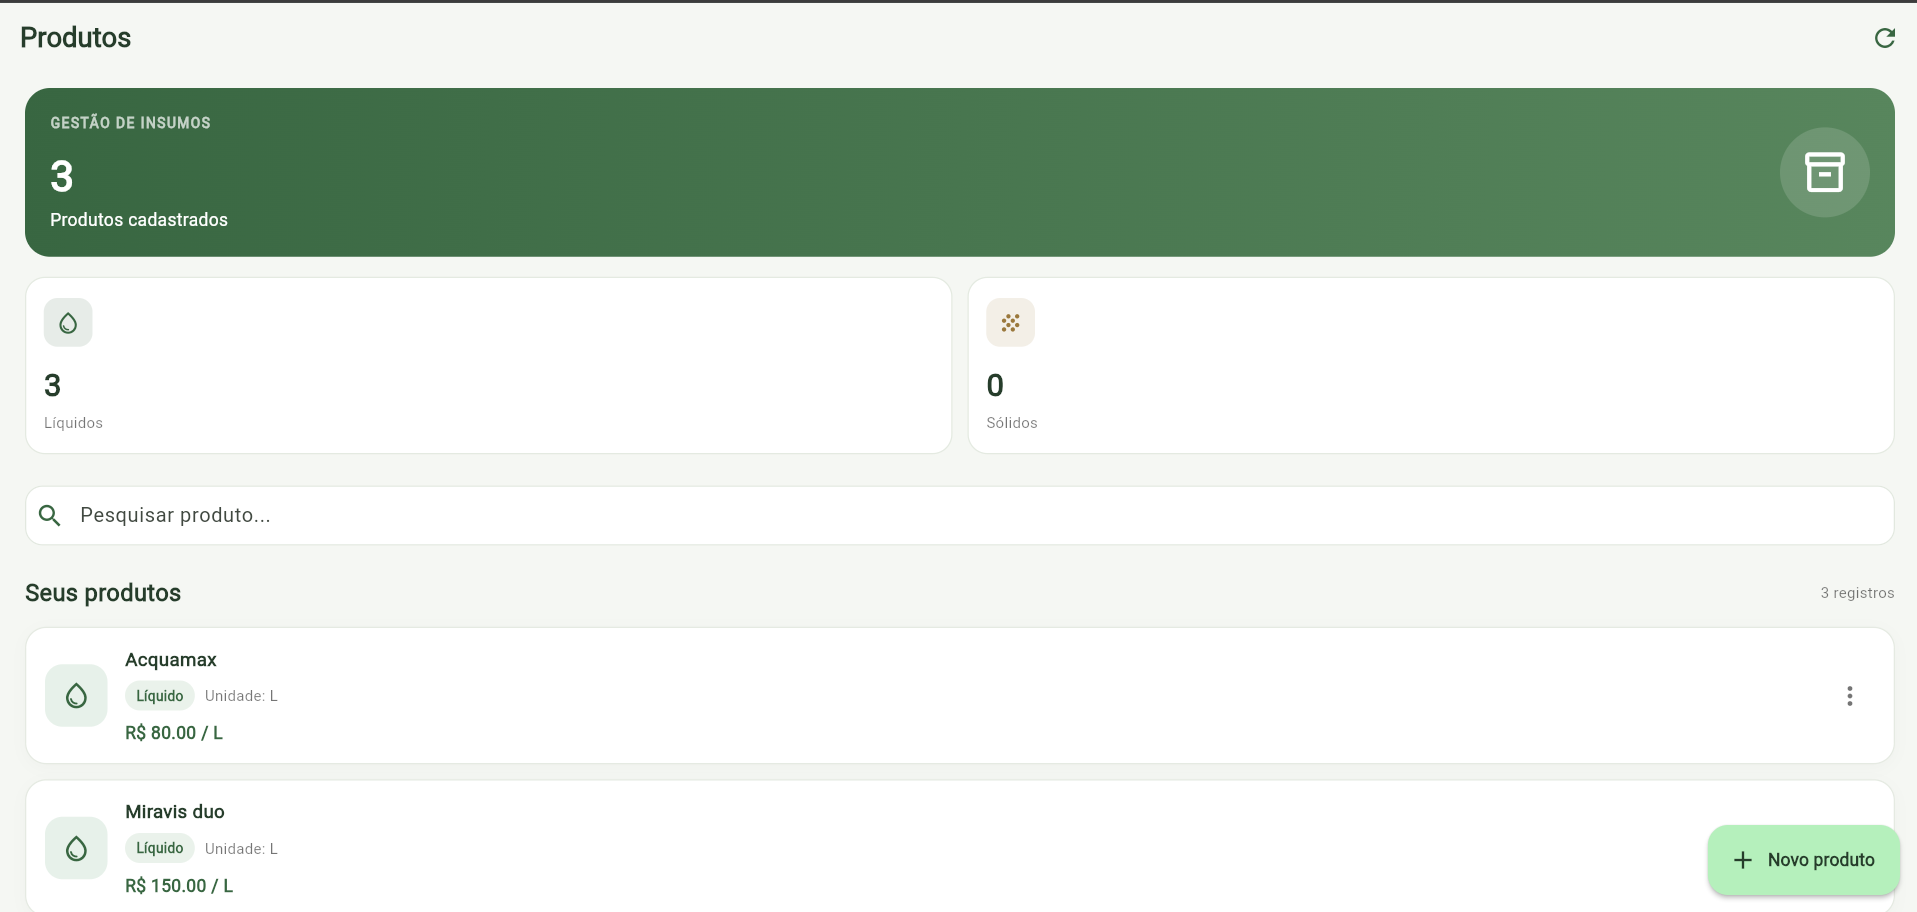 Produtos
GESTÃO DE INSUMOS
3
Produtos cadastrados
3
Líquidos
0
Sólidos
Pesquisar produto...
Seus produtos
3 registros
Acquamax
Líquido Unidade: L
R$ 80.00 / L
Miravis duo
Líquido Unidade: L
R$ 150.00 / L
Novo produto